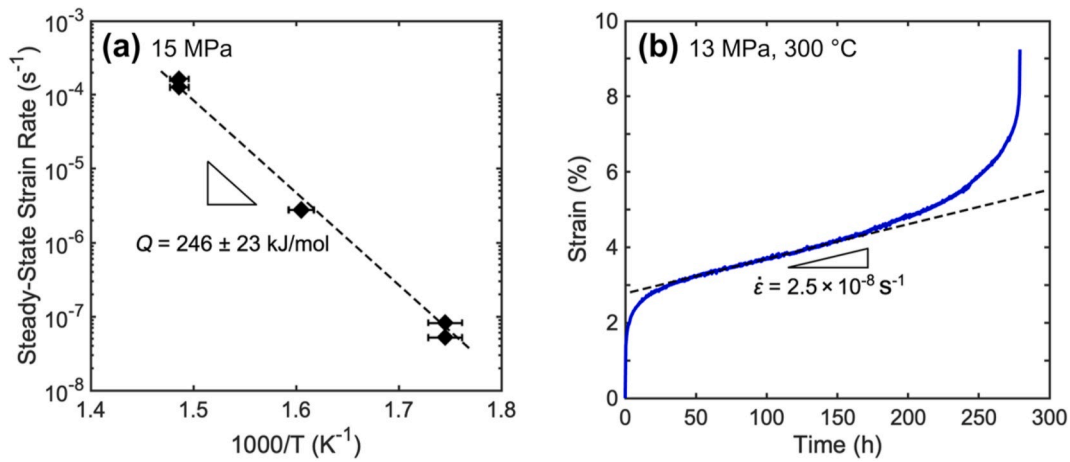 (a) 15 MPa
Steady-State Strain Rate (s⁻¹)
10⁻³
10⁻⁴
10⁻⁵
10⁻⁶
10⁻⁷
10⁻⁸
Q = 246 ± 23 kJ/mol
1.4 1.5 1.6 1.7 1.8
1000/T (K⁻¹)
(b) 13 MPa, 300 °C
Strain (%)
10
8
6
4
2
0
ε̇ = 2.5 × 10⁻⁸ s⁻¹
0 50 100 150 200 250 300
Time (h)